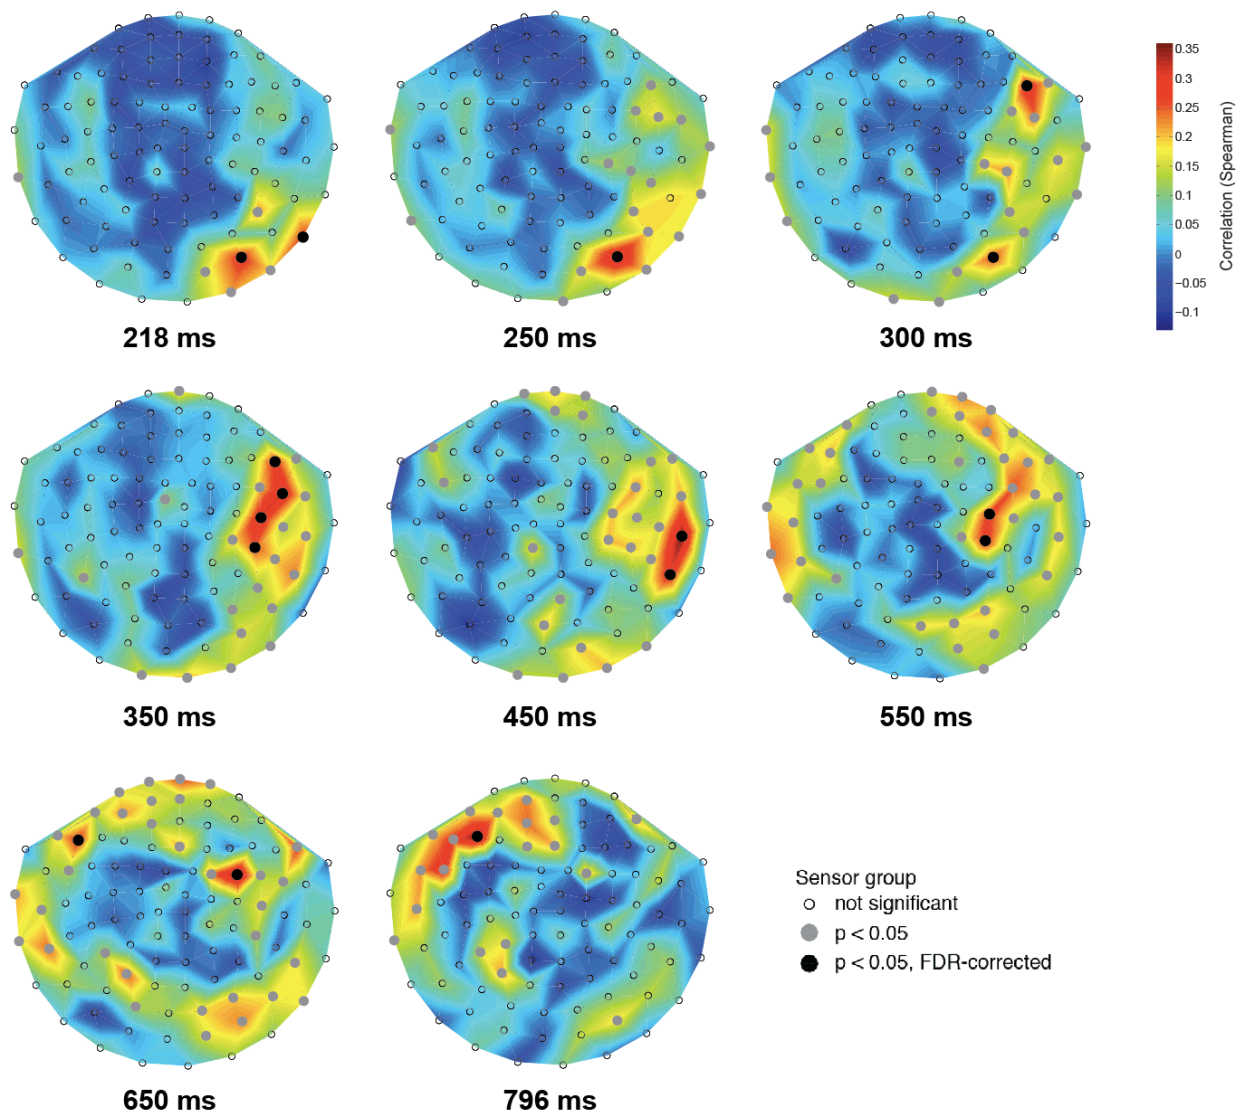 0.35
0.3
0.25
0.2
0.15
0.1
0.05
0
−0.05
−0.1
Correlation (Spearman)
218 ms
250 ms
300 ms
350 ms
450 ms
550 ms
650 ms
796 ms
Sensor group
not significant
p < 0.05
p < 0.05, FDR-corrected